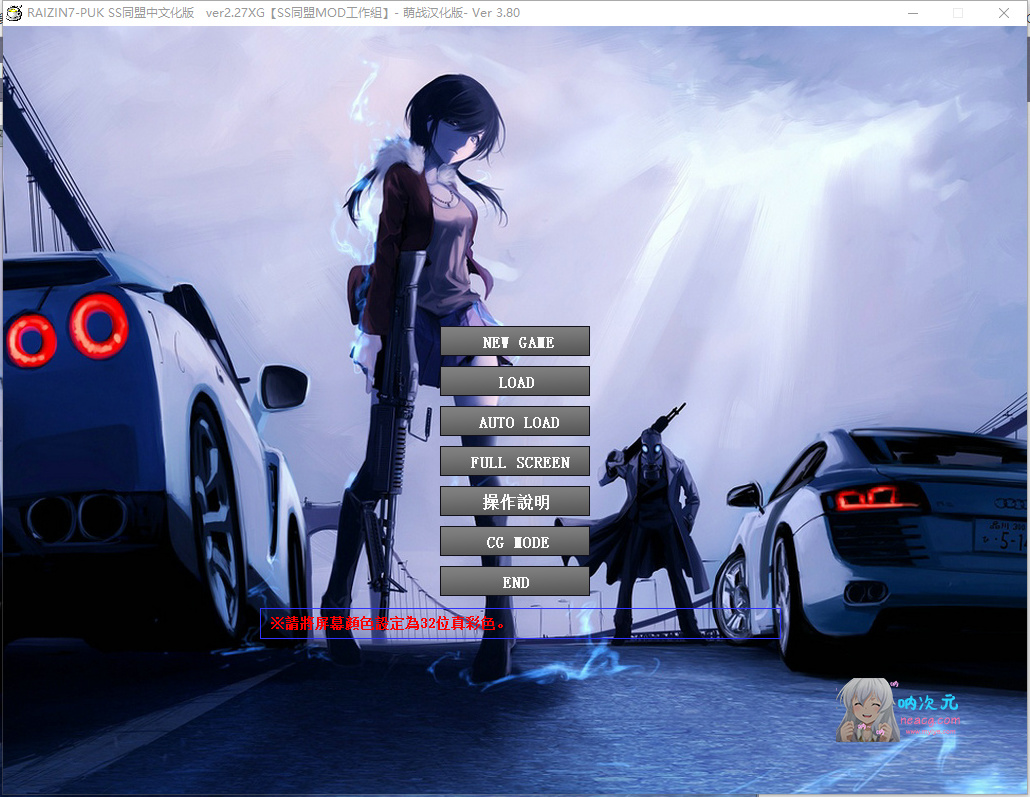 RAIZIN7-PUK SS同盟中文化版 ver2.27XG【SS同盟MOD工作組】- 萌战汉化版- Ver 3.80
NEW GAME
LOAD
AUTO LOAD
FULL SCREEN
操作說明
CG MODE
END
※請將屏幕顏色設定為32位真彩色。
呐次元